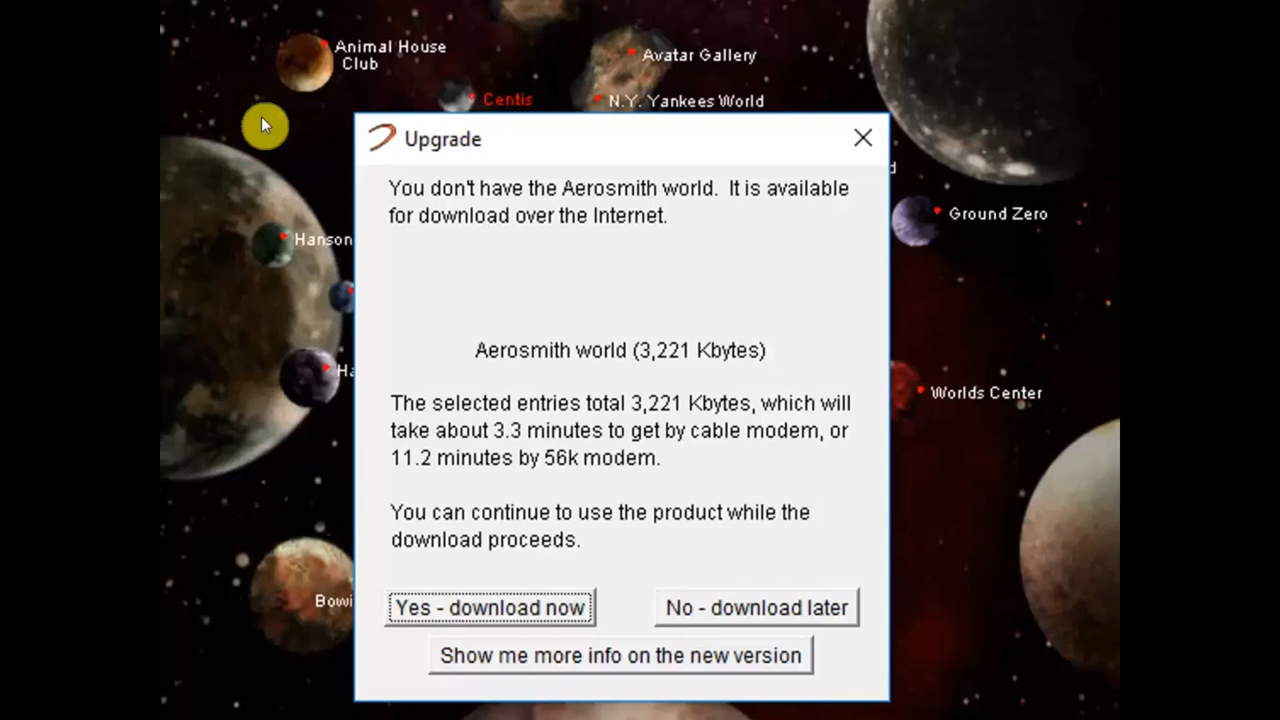 Animal House
Club
Avatar Gallery
Centis
N.Y. Yankees World
Upgrade
You don't have the Aerosmith world. It is available
for download over the Internet.
Ground Zero
Hanson
Aerosmith world (3,221 Kbytes)
Ha
Worlds Center
The selected entries total 3,221 Kbytes, which will
take about 3.3 minutes to get by cable modem, or
11.2 minutes by 56k modem.
You can continue to use the product while the
download proceeds.
Bowi
Yes - download now
No - download later
Show me more info on the new version